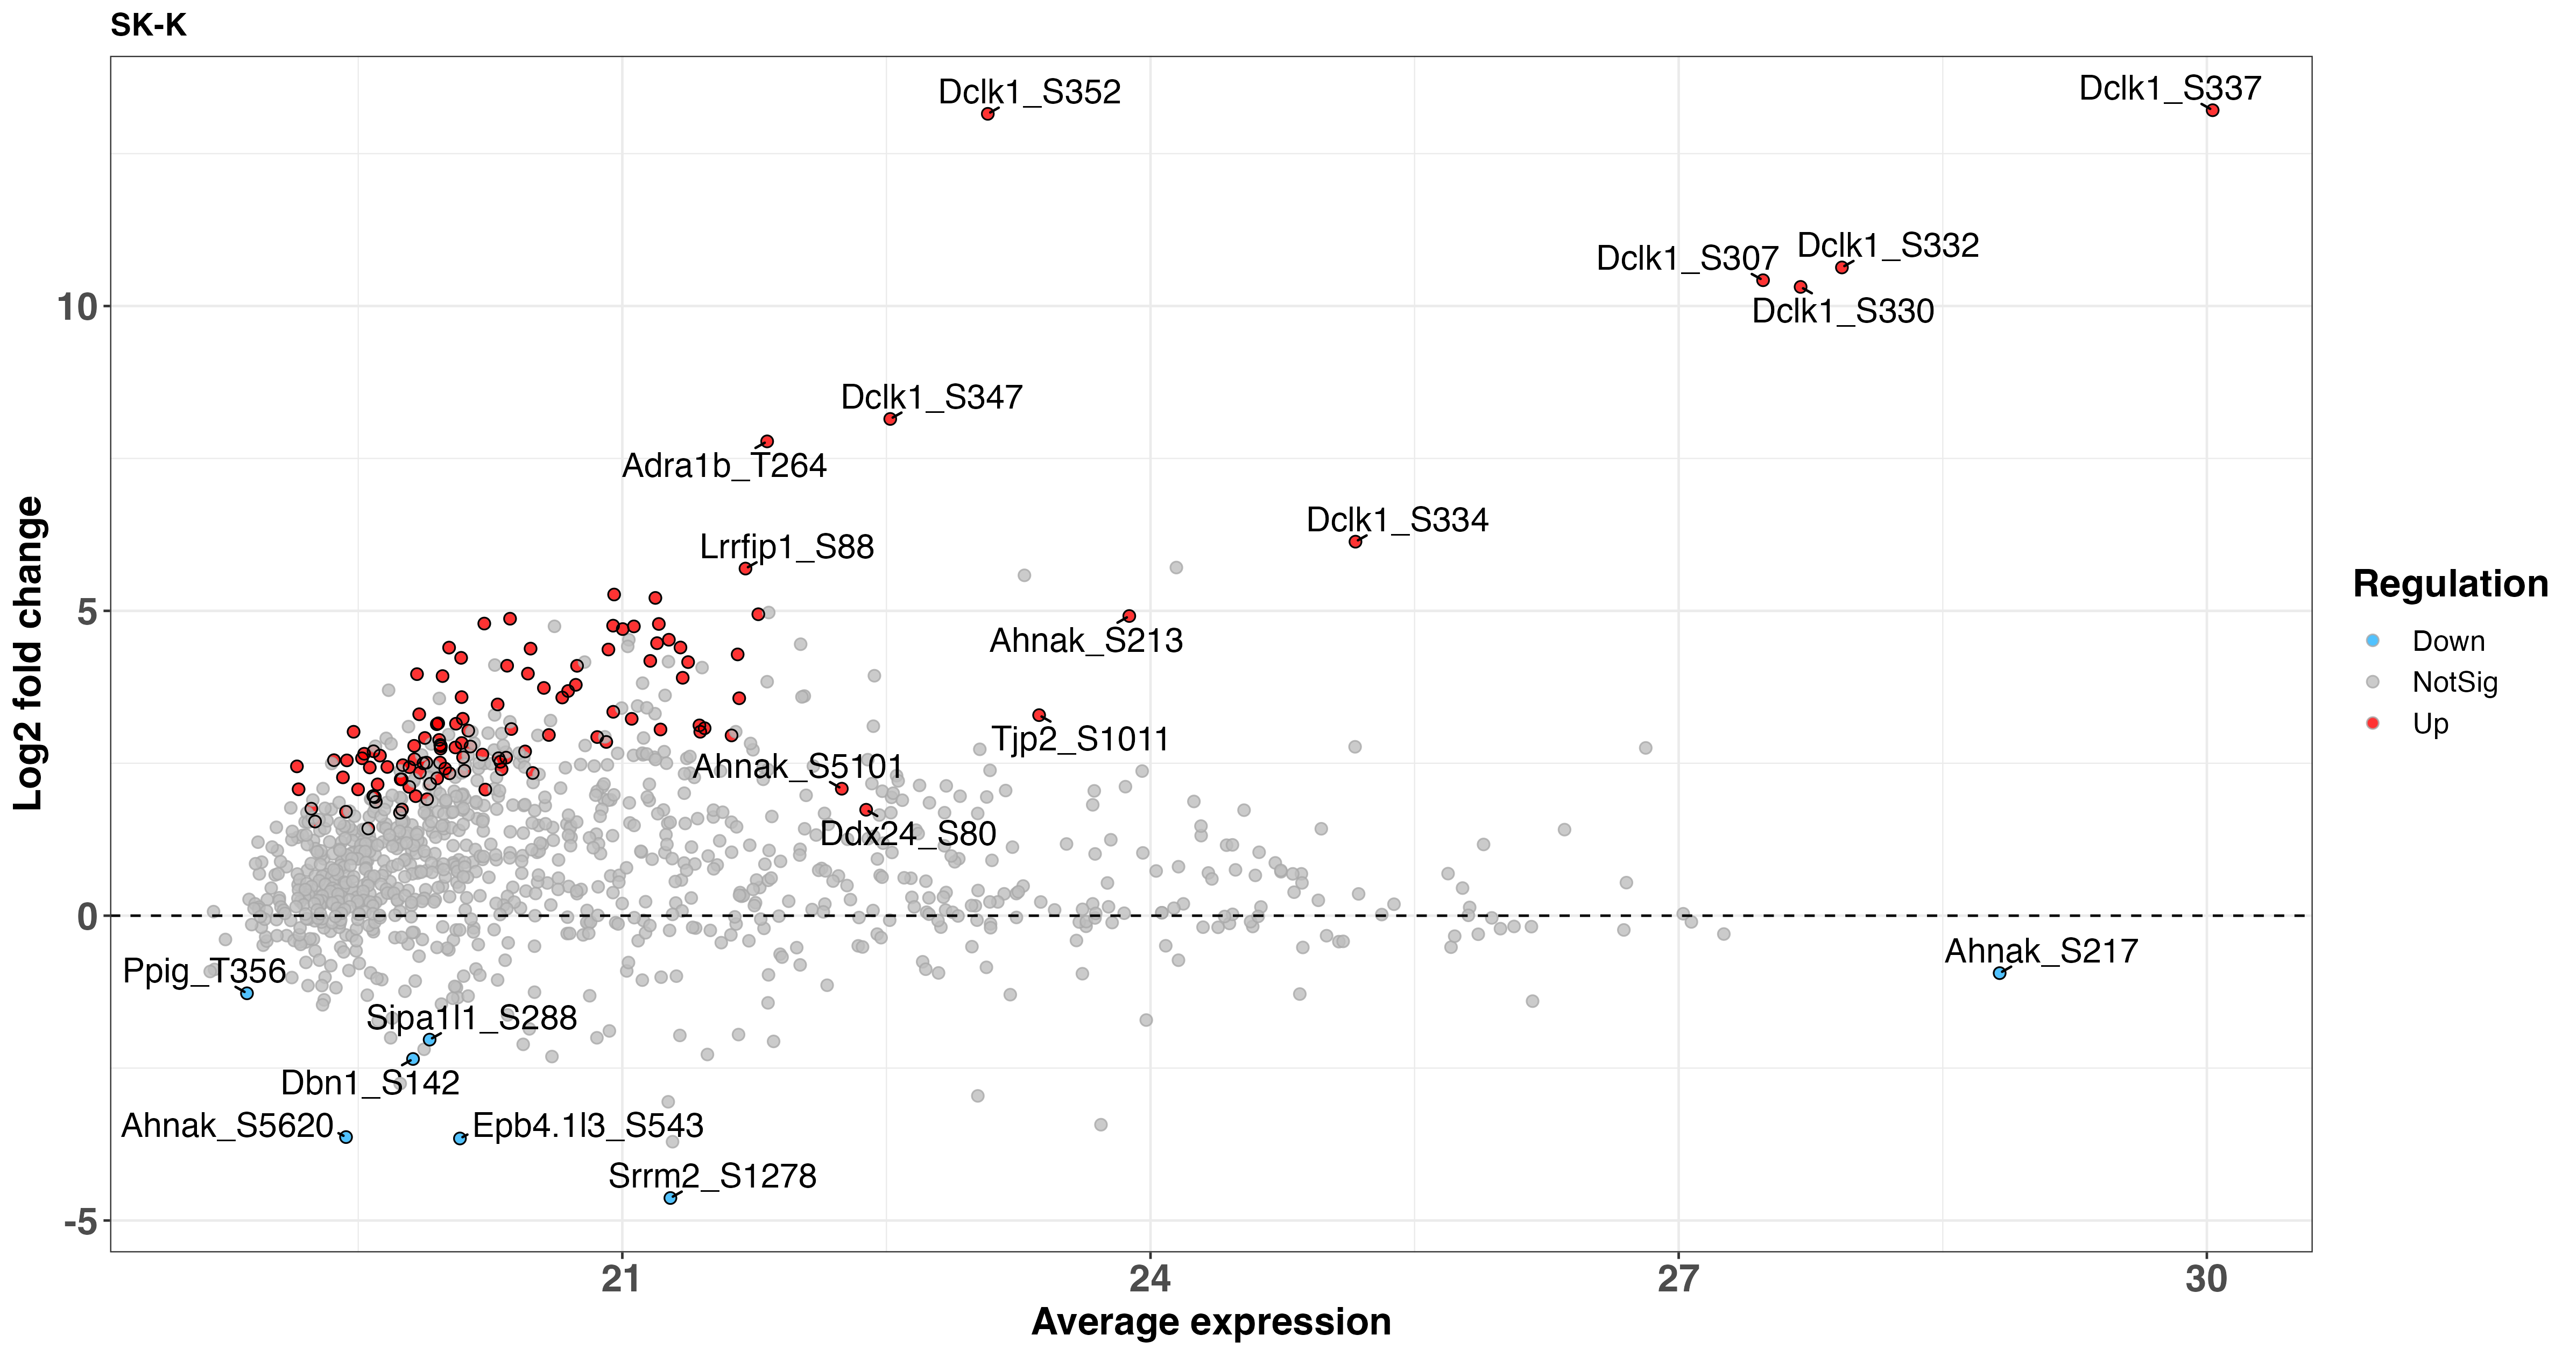 SK-K
Dclk1_S352
Dclk1_S337
Dclk1_S307
Dclk1_S332
Dclk1_S330
10
Dclk1_S347
Adra1b_T264
Dclk1_S334
Lrrfip1_S88
5
Ahnak_S213
Tjp2_S1011
Ahnak_S5101
Ddx24_S80
0
Ahnak_S217
Ppig_T356
Sipa1l1_S288
Dbn1_S142
Ahnak_S5620
Epb4.1l3_S543
Srrm2_S1278
-5
21
24
27
30
Average expression
Log2 fold change
Regulation
Down
NotSig
Up